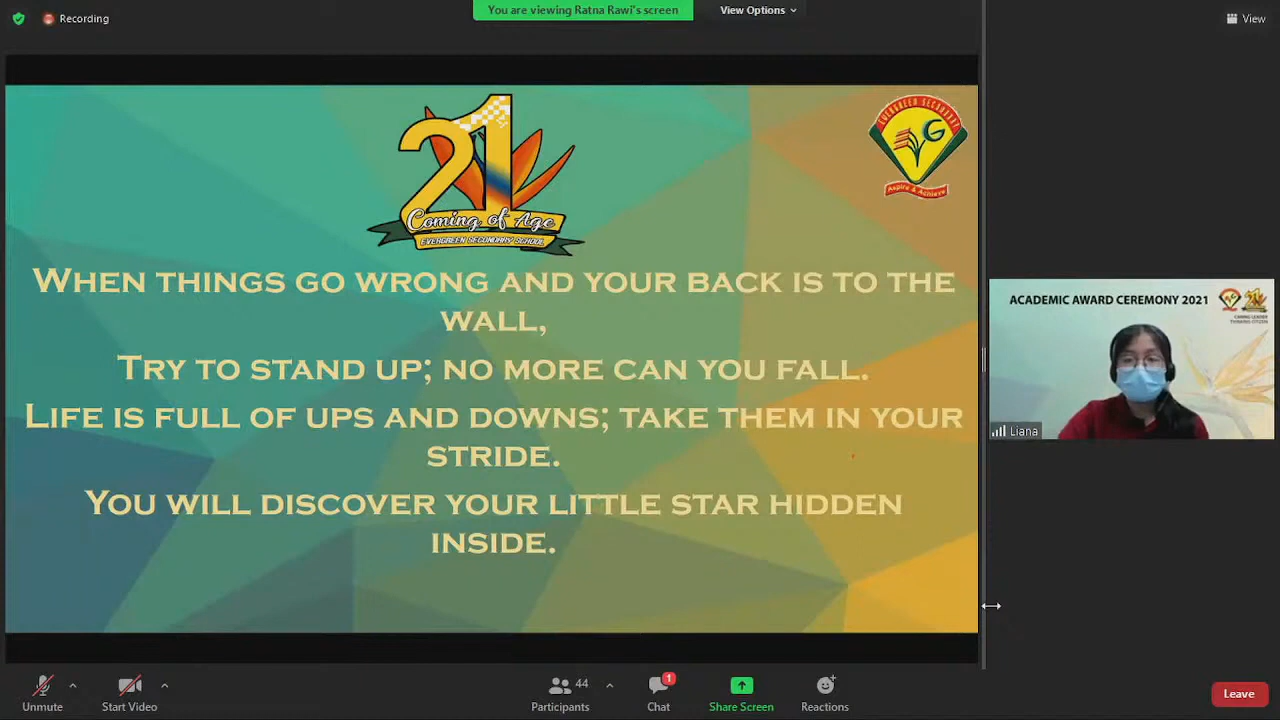 Recording
You are viewing Ratna Rawi's screen
View Options
View
21
Coming of Age
EVERGREEN SECONDARY SCHOOL
EVERGREEN SECONDARY
G
Aspire & Achieve
WHEN THINGS GO WRONG AND YOUR BACK IS TO THE
WALL,
TRY TO STAND UP; NO MORE CAN YOU FALL.
LIFE IS FULL OF UPS AND DOWNS; TAKE THEM IN YOUR
STRIDE.
YOU WILL DISCOVER YOUR LITTLE STAR HIDDEN
INSIDE.
ACADEMIC AWARD CEREMONY 2021
Liana
Unmute
Start Video
44
Participants
1
Chat
Share Screen
Reactions
Leave